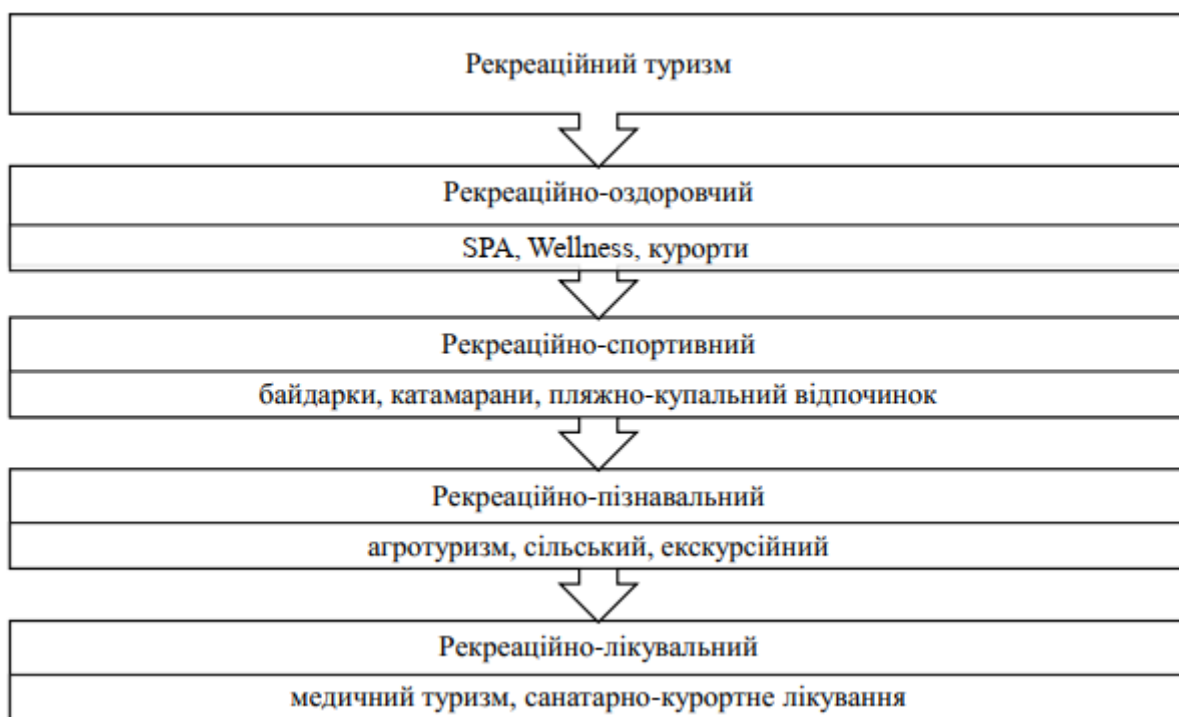 Рекреаційний туризм
Рекреаційно-оздоровчий
SPA, Wellness, курорти
Рекреаційно-спортивний
байдарки, катамарани, пляжно-купальний відпочинок
Рекреаційно-пізнавальний
агротуризм, сільський, екскурсійний
Рекреаційно-лікувальний
медичний туризм, санатарно-курортне лікування